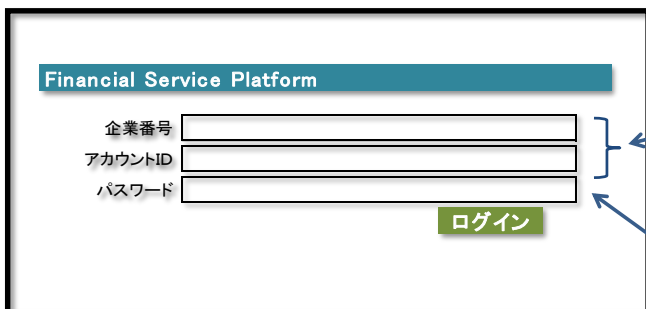 Financial Service Platform
企業番号
アカウントID
パスワード
ログイン